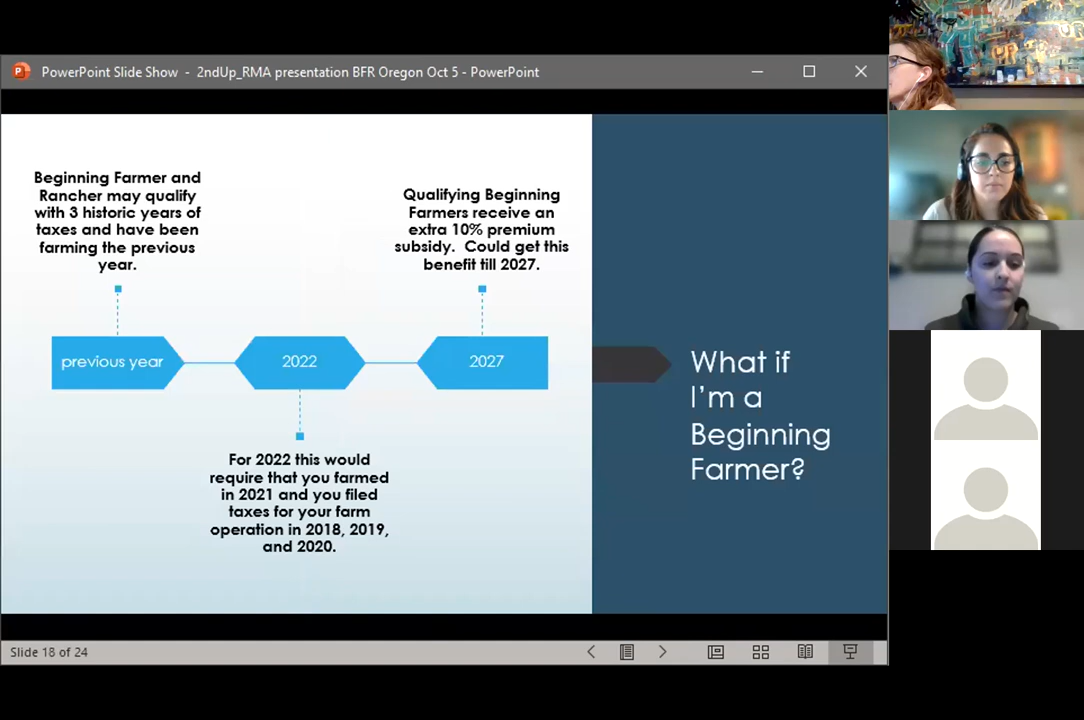 PowerPoint Slide Show - 2ndUp_RMA presentation BFR Oregon Oct 5 - PowerPoint
Beginning Farmer and
Rancher may qualify
with 3 historic years of
taxes and have been
farming the previous
year.
Qualifying Beginning
Farmers receive an
extra 10% premium
subsidy. Could get this
benefit till 2027.
previous year
2022
2027
For 2022 this would
require that you farmed
in 2021 and you filed
taxes for your farm
operation in 2018, 2019,
and 2020.
What if
I'm a
Beginning
Farmer?
Slide 18 of 24